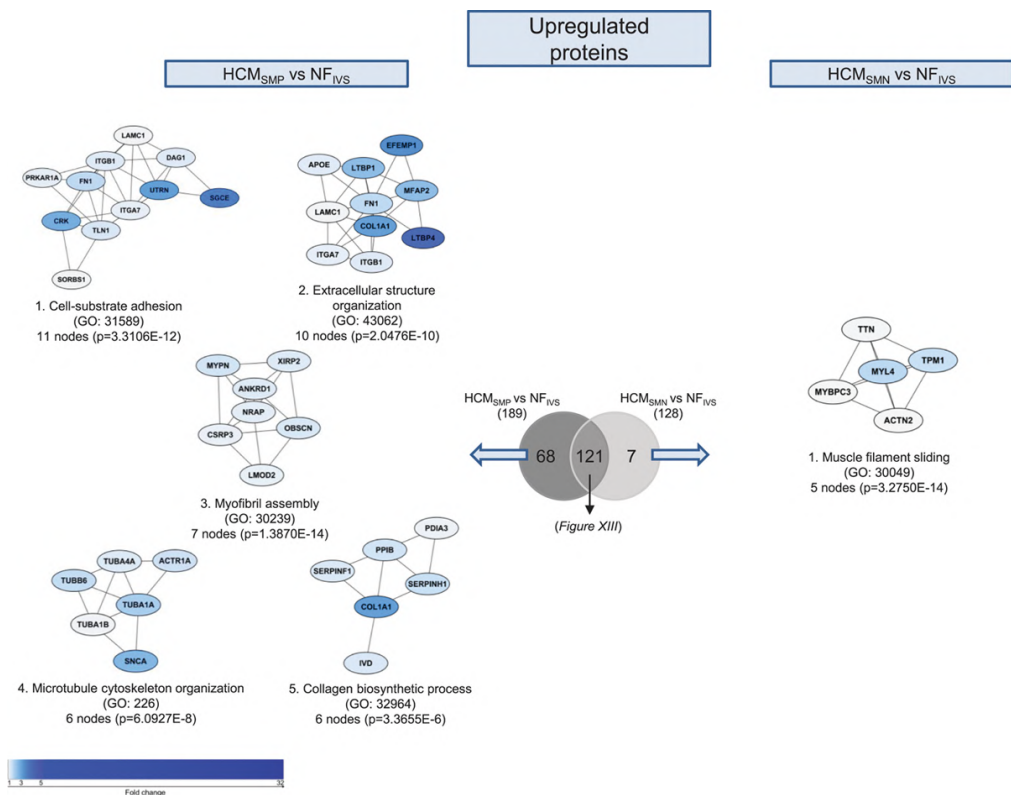 Upregulated
proteins
HCMSMP vs NFIVS
HCMSMN vs NFIVS
LAMC1
ITGB1
DAG1
PRKAR1A
FN1
UTRN
SGCE
ITGA7
CRK
TLN1
SORBS1
1. Cell-substrate adhesion
(GO: 31589)
11 nodes (p=3.3106E-12)
EFEMP1
APOE
LTBP1
MFAP2
LAMC1
FN1
COL1A1
LTBP4
ITGA7
ITGB1
2. Extracellular structure
organization
(GO: 43062)
10 nodes (p=2.0476E-10)
MYPN
XIRP2
ANKRD1
NRAP
CSRP3
OBSCN
LMOD2
3. Myofibril assembly
(GO: 30239)
7 nodes (p=1.3870E-14)
HCMSMP vs NFIVS
(189)
HCMSMN vs NFIVS
(128)
68
121
7
(Figure XIII)
TTN
TPM1
MYL4
MYBPC3
ACTN2
1. Muscle filament sliding
(GO: 30049)
5 nodes (p=3.2750E-14)
TUBA4A
ACTR1A
TUBB6
TUBA1A
TUBA1B
SNCA
4. Microtubule cytoskeleton organization
(GO: 226)
6 nodes (p=6.0927E-8)
PDIA3
PPIB
SERPINF1
SERPINH1
COL1A1
IVD
5. Collagen biosynthetic process
(GO: 32964)
6 nodes (p=3.3655E-6)
1 3 5 32
Fold change